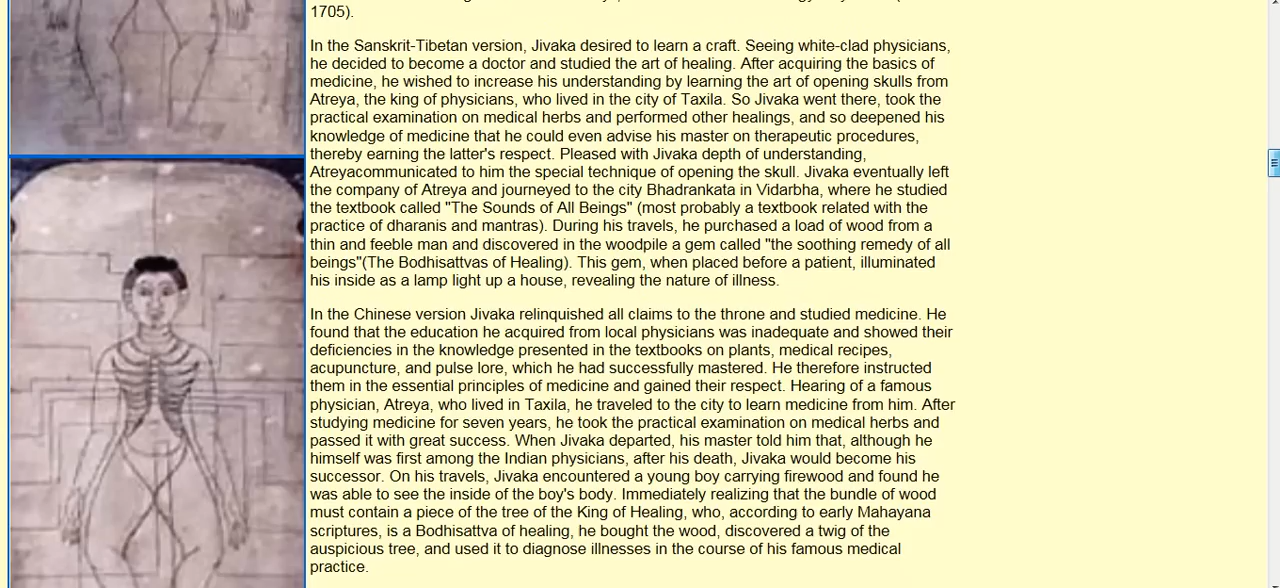 1705).
In the Sanskrit-Tibetan version, Jivaka desired to learn a craft. Seeing white-clad physicians,
he decided to become a doctor and studied the art of healing. After acquiring the basics of
medicine, he wished to increase his understanding by learning the art of opening skulls from
Atreya, the king of physicians, who lived in the city of Taxila. So Jivaka went there, took the
practical examination on medical herbs and performed other healings, and so deepened his
knowledge of medicine that he could even advise his master on therapeutic procedures,
thereby earning the latter's respect. Pleased with Jivaka depth of understanding,
Atreyacommunicated to him the special technique of opening the skull. Jivaka eventually left
the company of Atreya and journeyed to the city Bhadrankata in Vidarbha, where he studied
the textbook called "The Sounds of All Beings" (most probably a textbook related with the
practice of dharanis and mantras). During his travels, he purchased a load of wood from a
thin and feeble man and discovered in the woodpile a gem called "the soothing remedy of all
beings"(The Bodhisattvas of Healing). This gem, when placed before a patient, illuminated
his inside as a lamp light up a house, revealing the nature of illness.
In the Chinese version Jivaka relinquished all claims to the throne and studied medicine. He
found that the education he acquired from local physicians was inadequate and showed their
deficiencies in the knowledge presented in the textbooks on plants, medical recipes,
acupuncture, and pulse lore, which he had successfully mastered. He therefore instructed
them in the essential principles of medicine and gained their respect. Hearing of a famous
physician, Atreya, who lived in Taxila, he traveled to the city to learn medicine from him. After
studying medicine for seven years, he took the practical examination on medical herbs and
passed it with great success. When Jivaka departed, his master told him that, although he
himself was first among the Indian physicians, after his death, Jivaka would become his
successor. On his travels, Jivaka encountered a young boy carrying firewood and found he
was able to see the inside of the boy's body. Immediately realizing that the bundle of wood
must contain a piece of the tree of the King of Healing, who, according to early Mahayana
scriptures, is a Bodhisattva of healing, he bought the wood, discovered a twig of the
auspicious tree, and used it to diagnose illnesses in the course of his famous medical
practice.